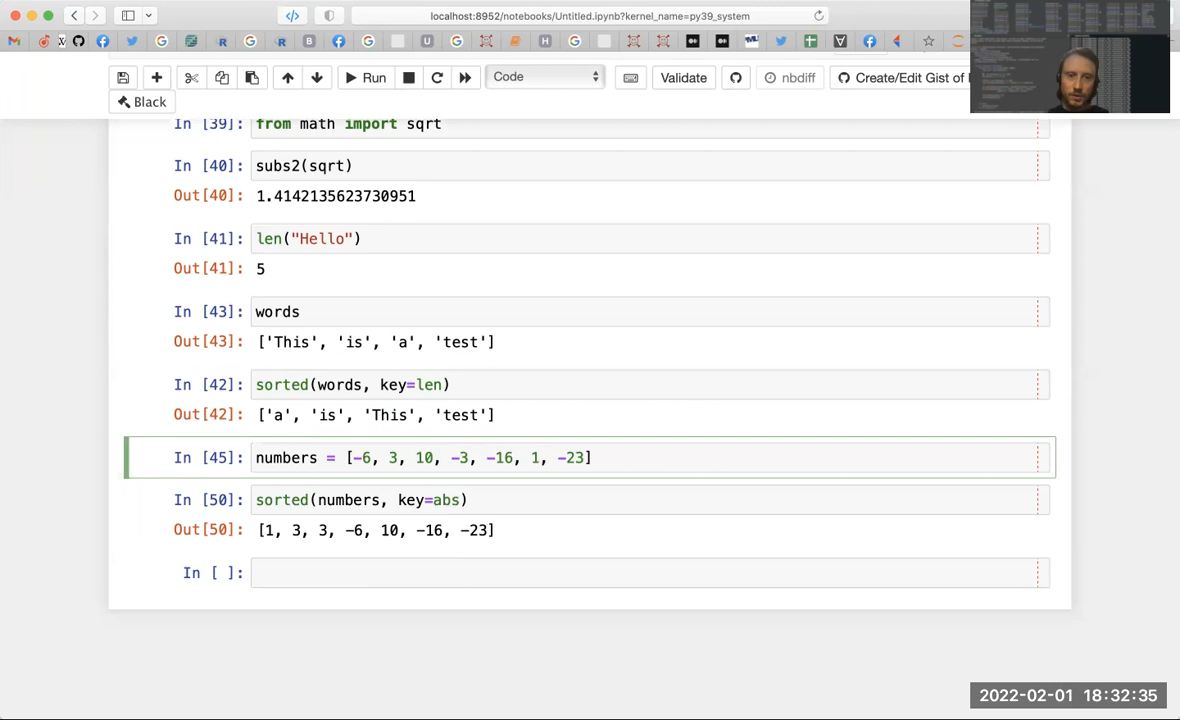 localhost:8952/notebooks/Untitled.ipynb?kernel_name=py39_system
Run
Code
Validate
nbdiff
Create/Edit Gist of
Black
In [39]: from math import sqrt
In [40]: subs2(sqrt)
Out[40]: 1.4142135623730951
In [41]: len("Hello")
Out[41]: 5
In [43]: words
Out[43]: ['This', 'is', 'a', 'test']
In [42]: sorted(words, key=len)
Out[42]: ['a', 'is', 'This', 'test']
In [45]: numbers = [-6, 3, 10, -3, -16, 1, -23]
In [50]: sorted(numbers, key=abs)
Out[50]: [1, 3, 3, -6, 10, -16, -23]
In [ ]:
2022-02-01 18:32:35